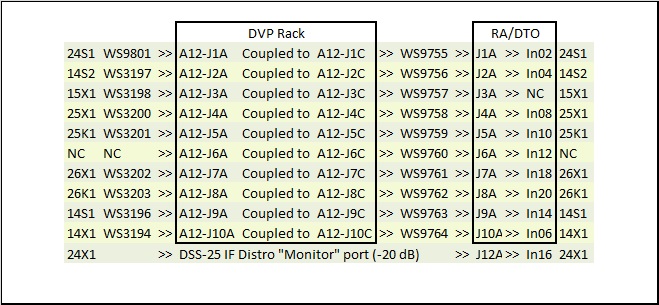 DVP Rack RA/DTO
24S1 WS9801 >> A12-J1A Coupled to A12-J1C >> WS9755 >> J1A >> In02 24S1
14S2 WS3197 >> A12-J2A Coupled to A12-J2C >> WS9756 >> J2A >> In04 14S2
15X1 WS3198 >> A12-J3A Coupled to A12-J3C >> WS9757 >> J3A >> NC 15X1
25X1 WS3200 >> A12-J4A Coupled to A12-J4C >> WS9758 >> J4A >> In08 25X1
25K1 WS3201 >> A12-J5A Coupled to A12-J5C >> WS9759 >> J5A >> In10 25K1
NC NC >> A12-J6A Coupled to A12-J6C >> WS9760 >> J6A >> In12 NC
26X1 WS3202 >> A12-J7A Coupled to A12-J7C >> WS9761 >> J7A >> In18 26X1
26K1 WS3203 >> A12-J8A Coupled to A12-J8C >> WS9762 >> J8A >> In20 26K1
14S1 WS3196 >> A12-J9A Coupled to A12-J9C >> WS9763 >> J9A >> In14 14S1
14X1 WS3194 >> A12-J10A Coupled to A12-J10C >> WS9764 >> J10A >> In06 14X1
24X1 >> DSS-25 IF Distro "Monitor" port (-20 dB) >> J12A >> In16 24X1